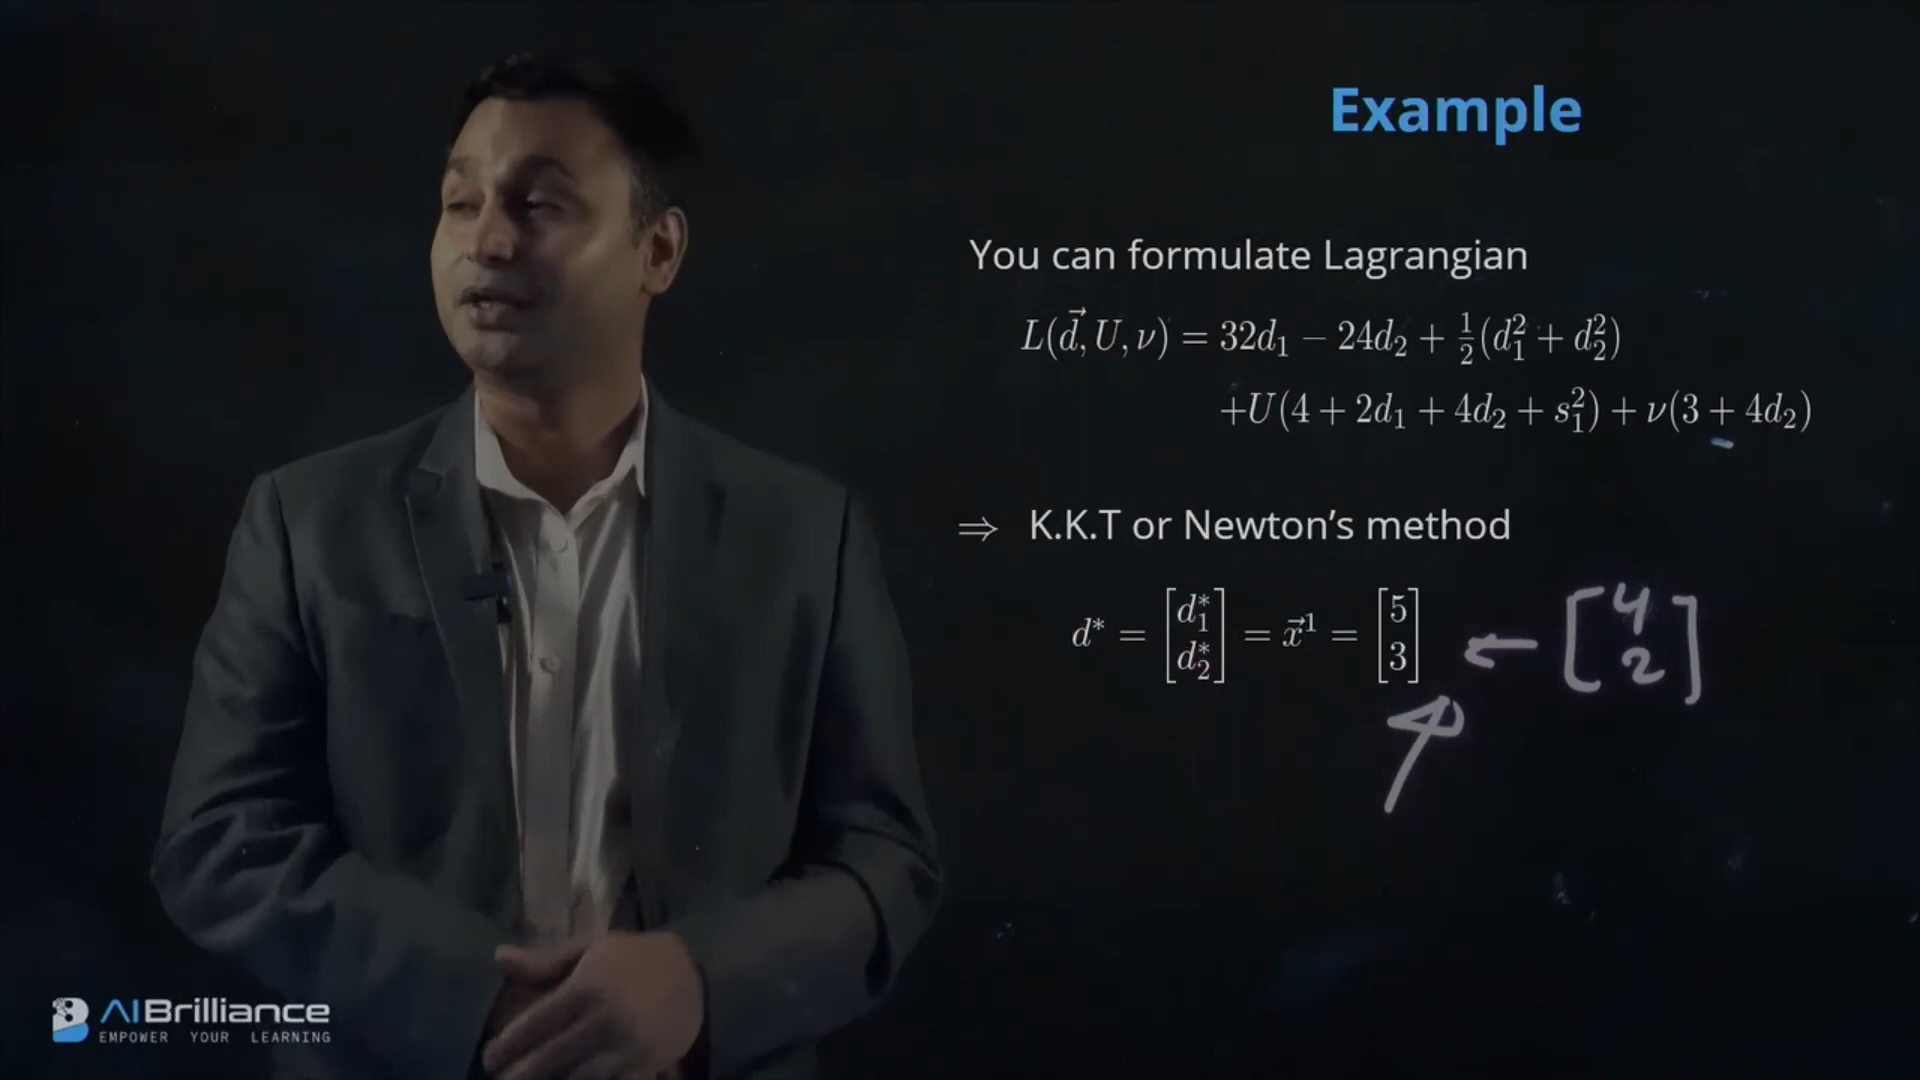 Example
You can formulate Lagrangian
L(d⃗, U, ν) = 32d₁ − 24d₂ + ½(d₁² + d₂²)
+U(4 + 2d₁ + 4d₂ + s₁²) + ν(3 + 4d₂)
⇒ K.K.T or Newton’s method
d* = [d₁* d₂*] = x⃗¹ = [5 3] ← [4 2]
AIBrilliance
EMPOWER YOUR LEARNING